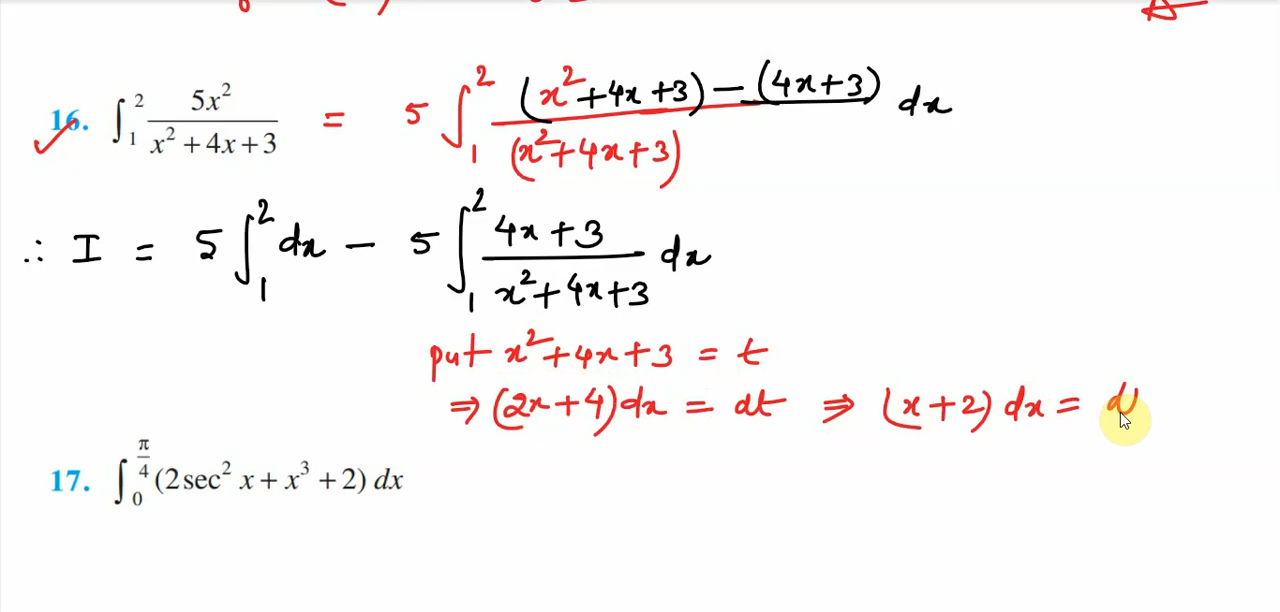 16. ∫₁² 5x²/(x² + 4x + 3) = 5 ∫₁² ((x² + 4x + 3) − (4x + 3))/(x² + 4x + 3) dx
∴ I = 5 ∫₁² dx − 5 ∫₁² (4x + 3)/(x² + 4x + 3) dx
put x² + 4x + 3 = t
⇒ (2x + 4) dx = dt ⇒ (x + 2) dx = d
17. ∫₀^(π/4) (2 sec² x + x³ + 2) dx